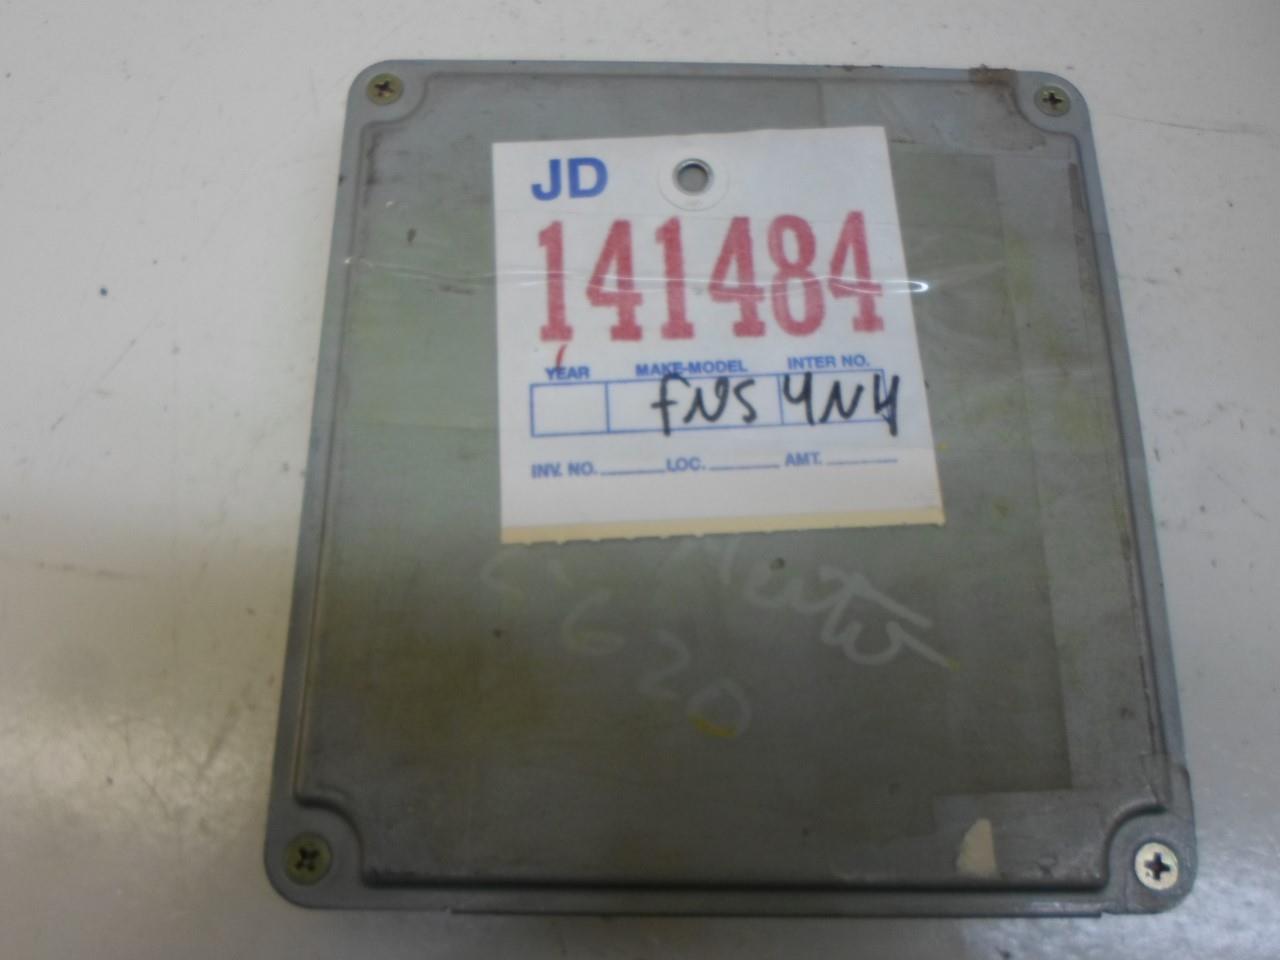 JD
141484
YEAR MAKE-MODEL INTER NO.
FNS 4N4
INV. NO. LOC. AMT.
620